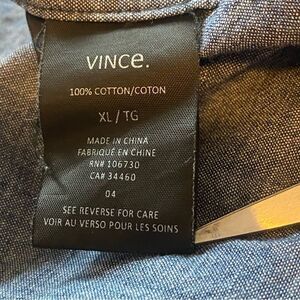 VINCe.
100% COTTON/COTON
XL / TG
MADE IN CHINA
FABRIQUÉ EN CHINE
RN# 106730
CA# 34460
04
SEE REVERSE FOR CARE
VOIR AU VERSO POUR LES SOINS